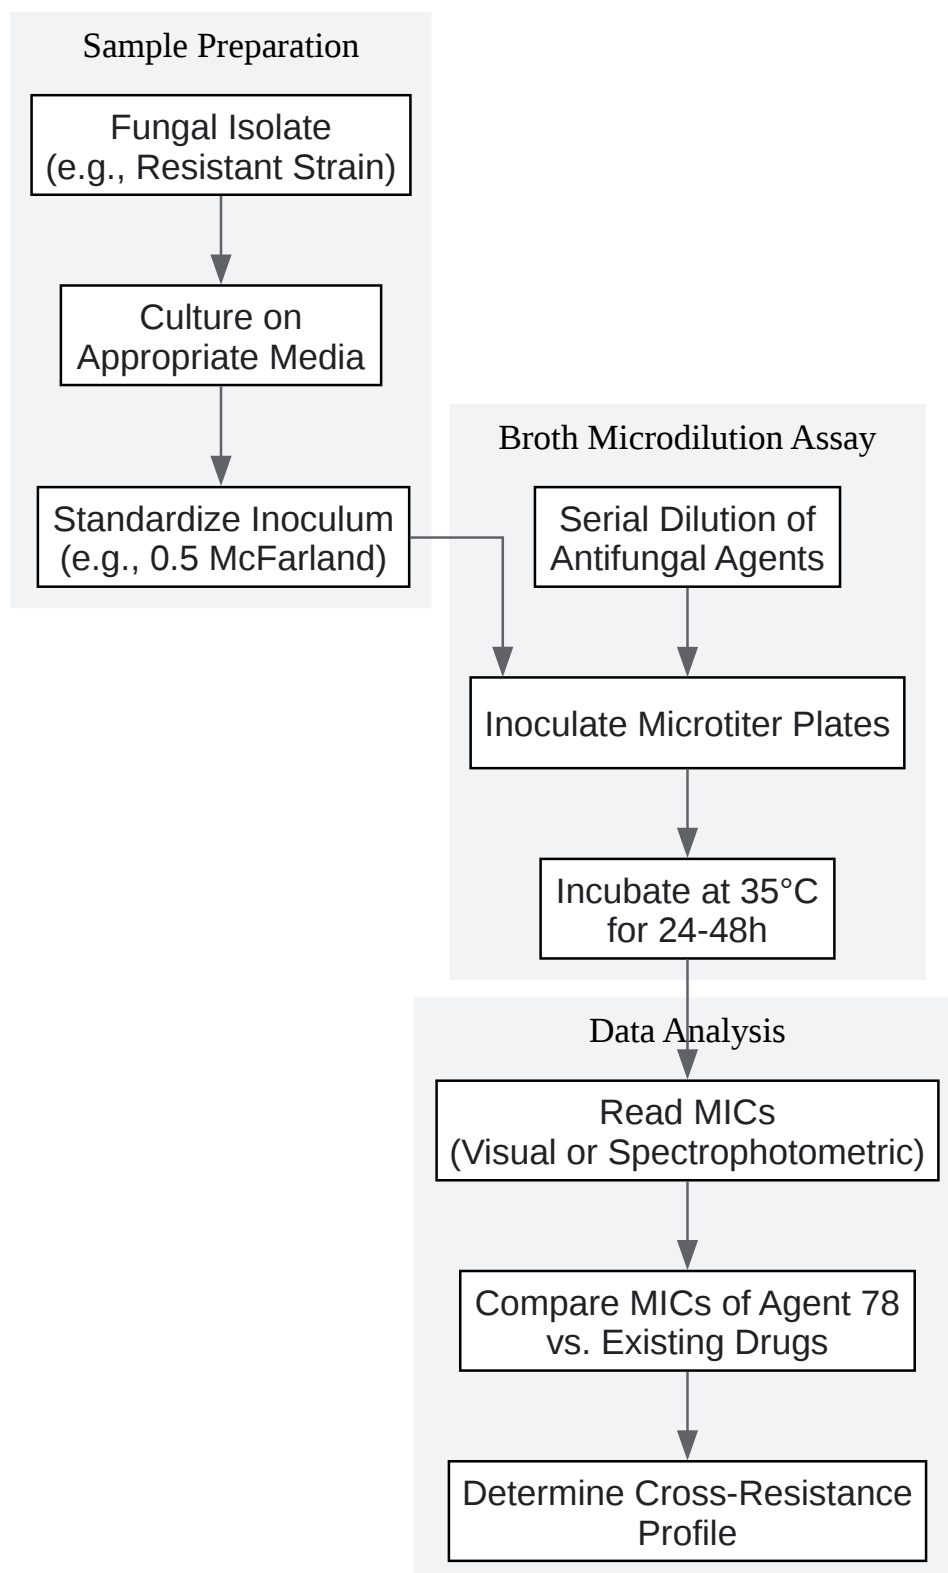 Sample Preparation
Fungal Isolate
(e.g., Resistant Strain)
Culture on
Appropriate Media
Standardize Inoculum
(e.g., 0.5 McFarland)
Broth Microdilution Assay
Serial Dilution of
Antifungal Agents
Inoculate Microtiter Plates
Incubate at 35°C
for 24-48h
Data Analysis
Read MICs
(Visual or Spectrophotometric)
Compare MICs of Agent 78
vs. Existing Drugs
Determine Cross-Resistance
Profile